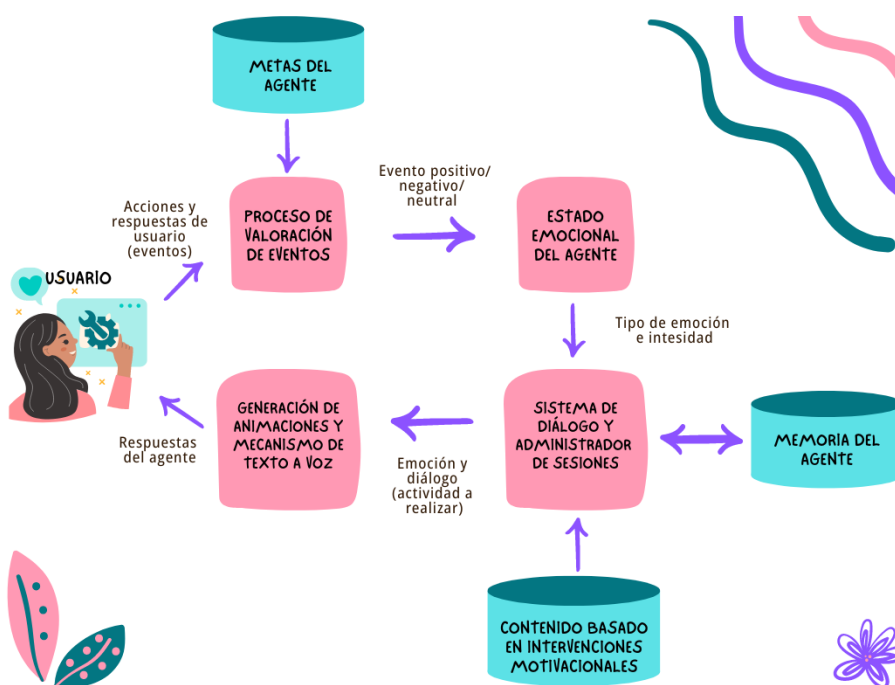 METAS DEL
AGENTE
Acciones y
respuestas de
usuario
(eventos)
PROCESO DE
VALORACIÓN
DE EVENTOS
Evento positivo/
negativo/
neutral
ESTADO
EMOCIONAL
DEL AGENTE
USUARIO
Tipo de emoción
e intesidad
GENERACIÓN DE
ANIMACIONES Y
MECANISMO DE
TEXTO A VOZ
SISTEMA DE
DIÁLOGO Y
ADMINISTRADOR
DE SESIONES
MEMORIA DEL
AGENTE
Respuestas
del agente
Emoción y
diálogo
(actividad a
realizar)
CONTENIDO BASADO
EN INTERVENCIONES
MOTIVACIONALES